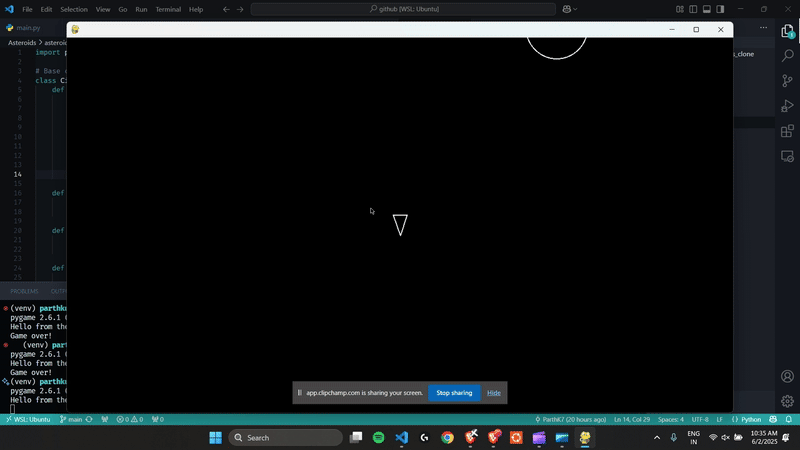 File Edit Selection View Go Run Terminal Help
github [WSL: Ubuntu]
main.py
Asteroids > asteroi
s_clone
1 import p
2
3 # Base
4 class Ci
5 def
6
7
8
9
10
11
12
13
14
15
16 def
17
18
19
20 def
21
22
23
24 def
25
PROBLEMS OUTP
(venv) parthk
pygame 2.6.1 (
Hello from the
Game over!
(venv) part
pygame 2.6.1
Hello from the
Game over!
(venv) parthk
pygame 2.6.1
Hello from the
app.clipchamp.com is sharing your screen. Stop sharing Hide
WSL: Ubuntu main 0 0 0 ParthK7 (20 hours ago) Ln 14, Col 29 Spaces: 4 UTF-8 LF Python
Search
ENG
IN
10:35 AM
6/2/2025